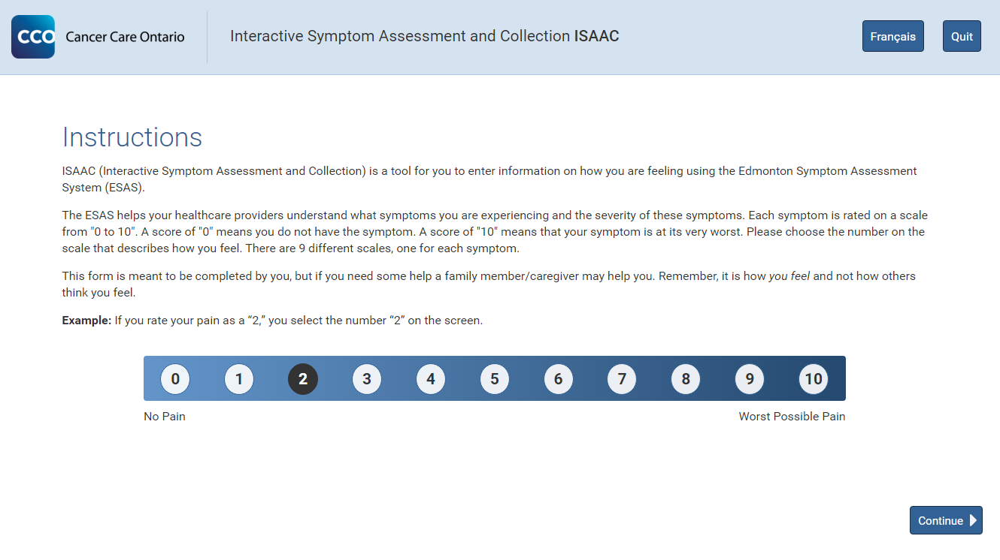 CCO Cancer Care Ontario
Interactive Symptom Assessment and Collection ISAAC
Français
Quit
Instructions
ISAAC (Interactive Symptom Assessment and Collection) is a tool for you to enter information on how you are feeling using the Edmonton Symptom Assessment
System (ESAS).
The ESAS helps your healthcare providers understand what symptoms you are experiencing and the severity of these symptoms. Each symptom is rated on a scale
from "0 to 10". A score of "0" means you do not have the symptom. A score of "10" means that your symptom is at its very worst. Please choose the number on the
scale that describes how you feel. There are 9 different scales, one for each symptom.
This form is meant to be completed by you, but if you need some help a family member/caregiver may help you. Remember, it is how you feel and not how others
think you feel.
Example: If you rate your pain as a “2,” you select the number “2” on the screen.
0 1 2 3 4 5 6 7 8 9 10
No Pain
Worst Possible Pain
Continue